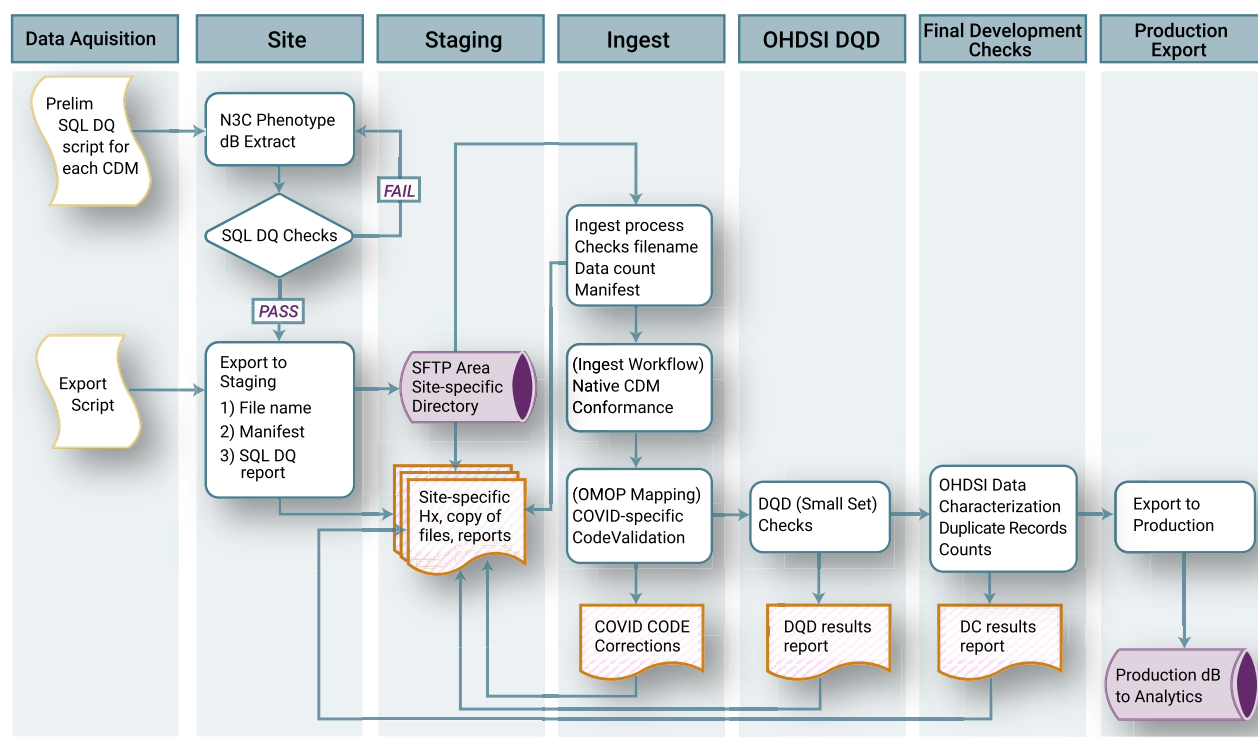 Data Aquisition
Site
Staging
Ingest
OHDSI DQD
Final Development
Checks
Production
Export
Prelim
SQL DQ
script for
each CDM
N3C Phenotype
dB Extract
FAIL
SQL DQ Checks
PASS
Export
Script
Export to
Staging
1) File name
2) Manifest
3) SQL DQ
report
SFTP Area
Site-specific
Directory
Site-specific
Hx, copy of
files, reports
Ingest process
Checks filename
Data count
Manifest
(Ingest Workflow)
Native CDM
Conformance
(OMOP Mapping)
COVID-specific
CodeValidation
COVID CODE
Corrections
DQD (Small Set)
Checks
DQD results
report
OHDSI Data
Characterization
Duplicate Records
Counts
DC results
report
Export to
Production
Production dB
to Analytics